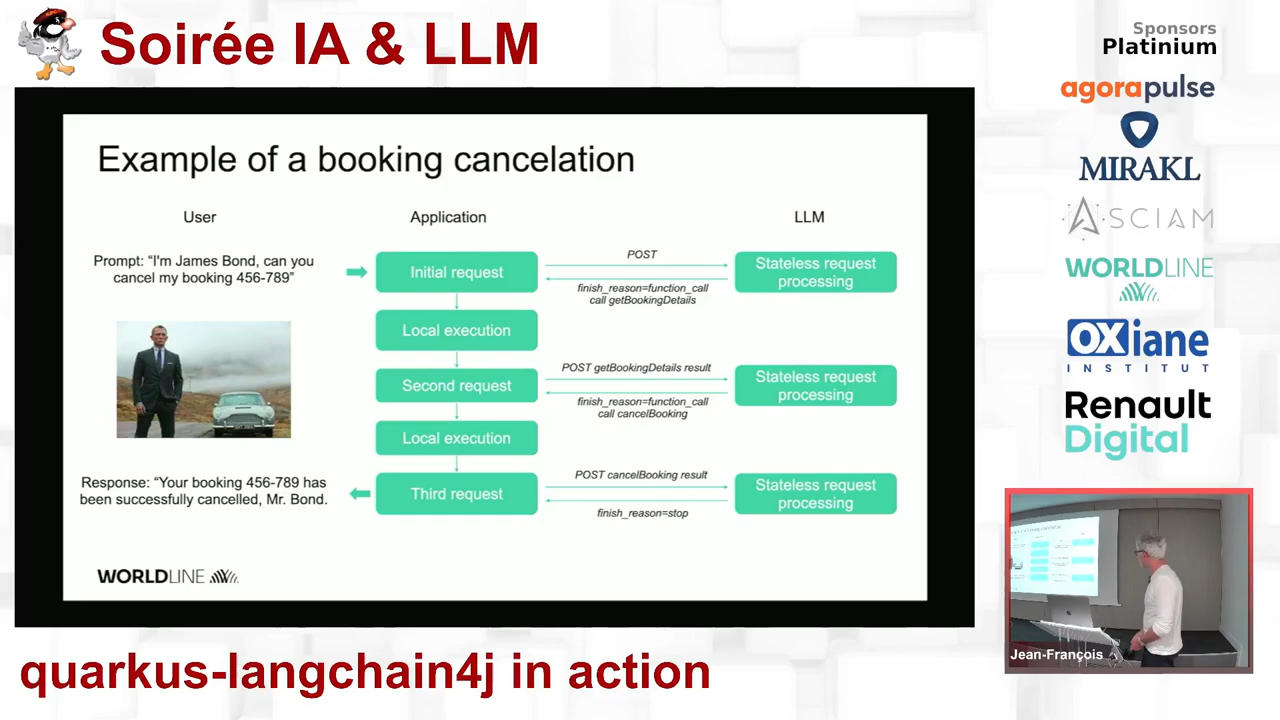 Soirée IA & LLM
Sponsors
Platinium
agorapulse
MIRAKL
ASCIAM
WORLDLINE
OXiane
INSTITUT
Renault
Digital
Example of a booking cancelation
User
Application
LLM
Prompt: “I'm James Bond, can you
cancel my booking 456-789”
Initial request
POST
finish_reason=function_call
call getBookingDetails
Stateless request
processing
Local execution
Second request
POST getBookingDetails result
finish_reason=function_call
call cancelBooking
Stateless request
processing
Local execution
Response: “Your booking 456-789 has
been successfully cancelled, Mr. Bond.
Third request
POST cancelBooking result
finish_reason=stop
Stateless request
processing
WORLDLINE
Jean-François
quarkus-langchain4j in action